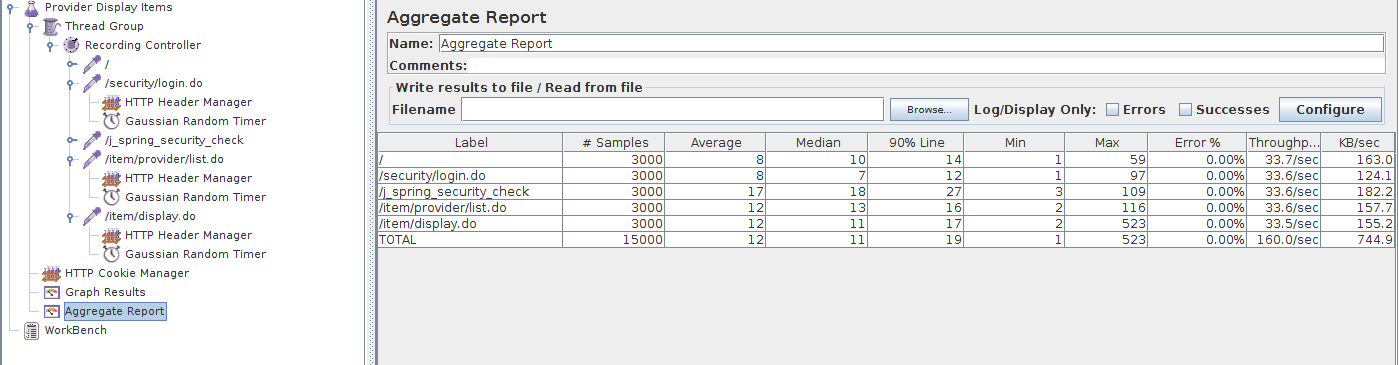 Provider Display Items
Thread Group
Recording Controller
/
/security/login.do
HTTP Header Manager
Gaussian Random Timer
/j_spring_security_check
/item/provider/list.do
HTTP Header Manager
Gaussian Random Timer
/item/display.do
HTTP Header Manager
Gaussian Random Timer
HTTP Cookie Manager
Graph Results
Aggregate Report
WorkBench
Aggregate Report
Name: Aggregate Report
Comments:
Write results to file / Read from file
Filename Browse... Log/Display Only: Errors Successes Configure
Label # Samples Average Median 90% Line Min Max Error % Throughp... KB/sec
/ 3000 8 10 14 1 59 0.00% 33.7/sec 163.0
/security/login.do 3000 8 7 12 1 97 0.00% 33.6/sec 124.1
/j_spring_security_check 3000 17 18 27 3 109 0.00% 33.6/sec 182.2
/item/provider/list.do 3000 12 13 16 2 116 0.00% 33.6/sec 157.7
/item/display.do 3000 12 11 17 2 523 0.00% 33.5/sec 155.2
TOTAL 15000 12 11 19 1 523 0.00% 160.0/sec 744.9